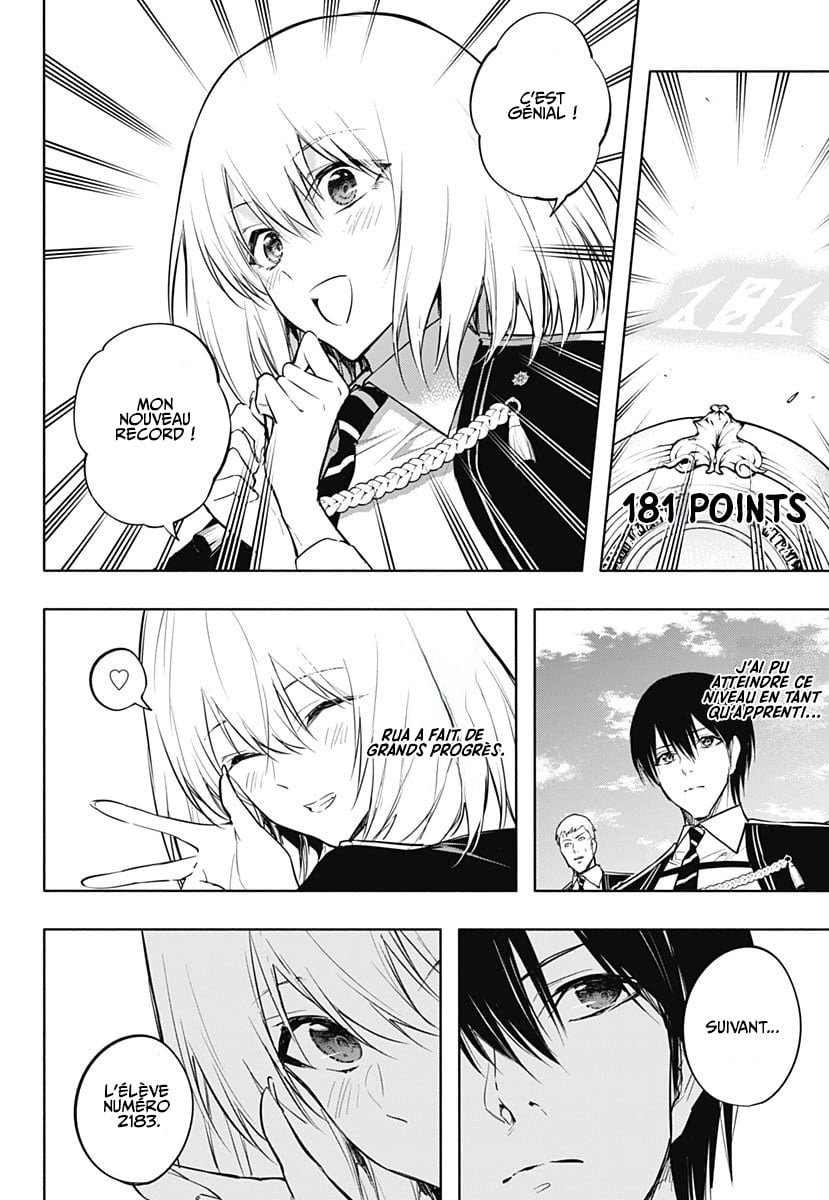 181
181 POINTS
C'EST
GÉNIAL !
MON
NOUVEAU
RECORD !
J'AI PU
ATTEINDRE CE
NIVEAU EN TANT
QU'APPRENTI...
RUA A FAIT DE
GRANDS PROGRÈS.
SUIVANT...
L'ÉLÈVE
NUMÉRO
2183.